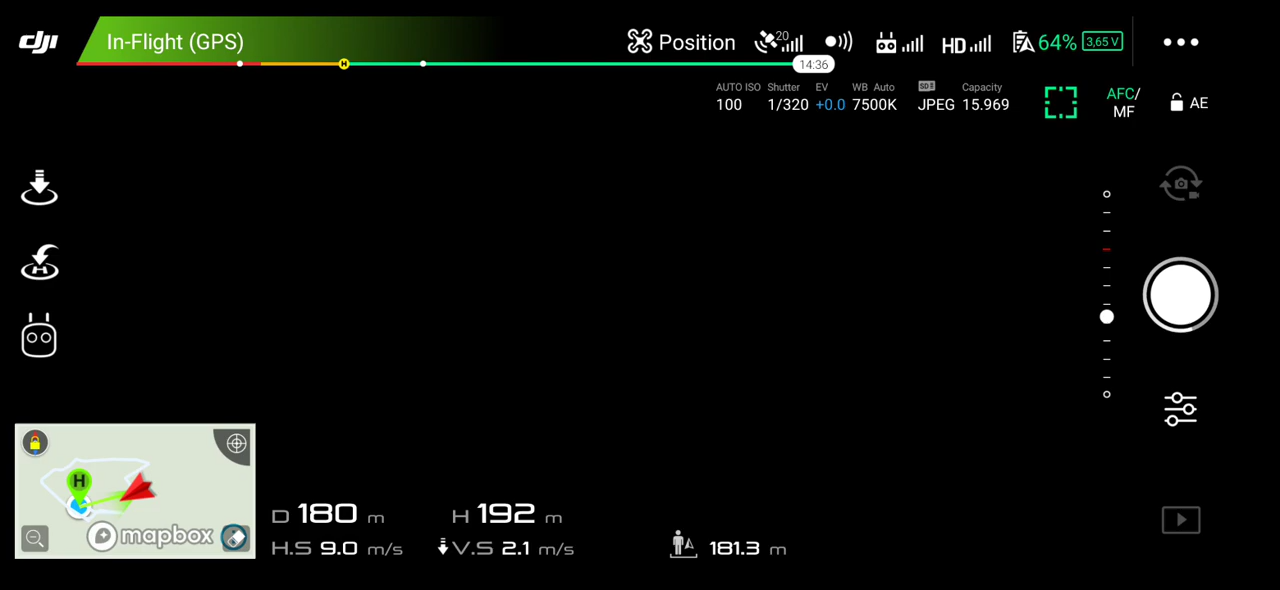 dji In-Flight (GPS) Position 20 HD 64% 3,65 V
H 14:36
AUTO ISO Shutter EV WB Auto SD Capacity
100 1/320 +0.0 7500K JPEG 15.969
AFC/
MF
AE
H
mapbox
D 180 m H 192 m
H.S 9.0 m/s V.S 2.1 m/s 181.3 m